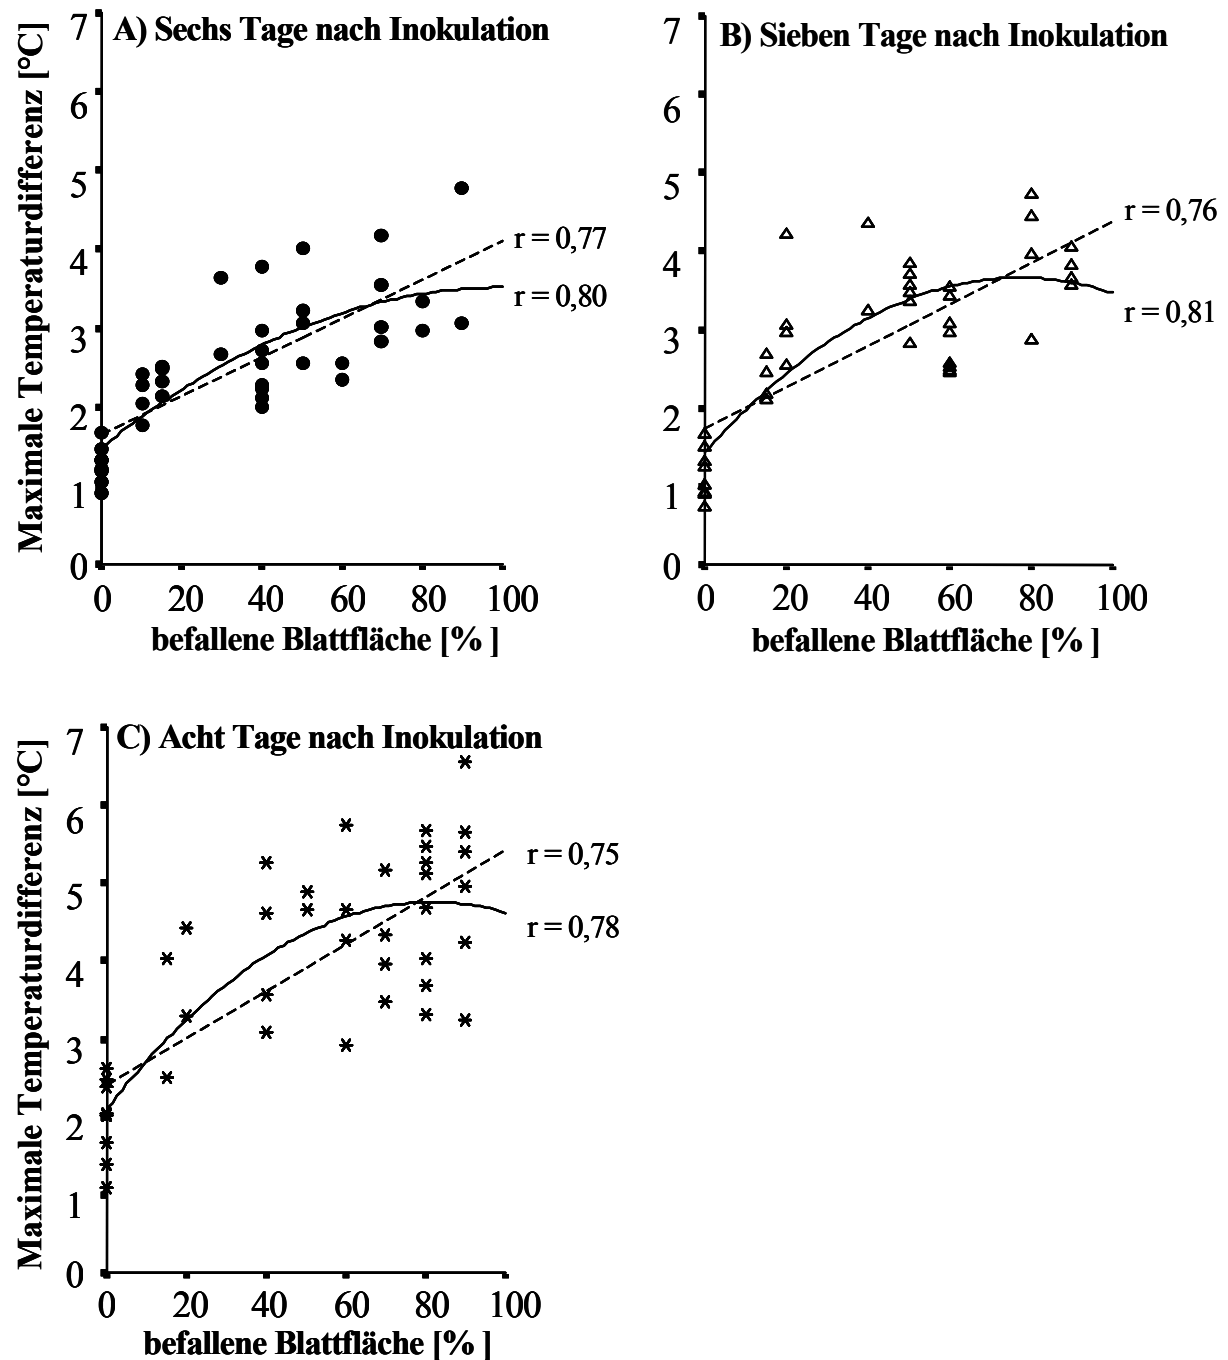 A) Sechs Tage nach Inokulation
Maximale Temperaturdifferenz [°C]
7
6
5
4
3
2
1
0
r = 0,77
r = 0,80
0 20 40 60 80 100
befallene Blattfläche [% ]
B) Sieben Tage nach Inokulation
7
6
5
4
3
2
1
0
r = 0,76
r = 0,81
0 20 40 60 80 100
befallene Blattfläche [% ]
C) Acht Tage nach Inokulation
Maximale Temperaturdifferenz [°C]
7
6
5
4
3
2
1
0
r = 0,75
r = 0,78
0 20 40 60 80 100
befallene Blattfläche [% ]